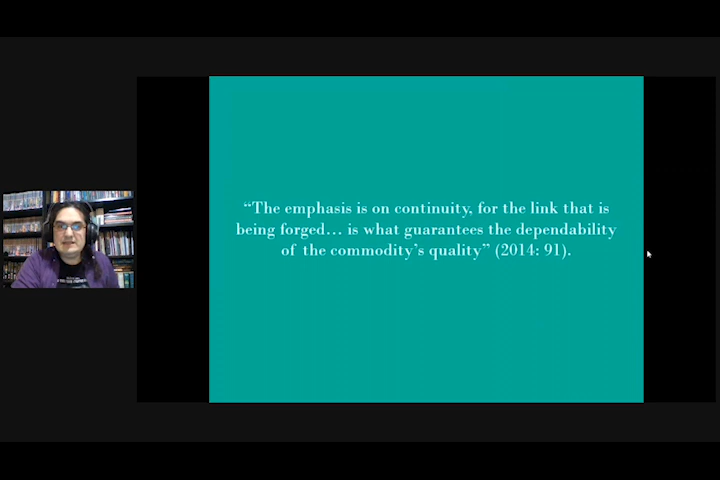 “The emphasis is on continuity, for the link that is
being forged… is what guarantees the dependability
of the commodity’s quality” (2014: 91).